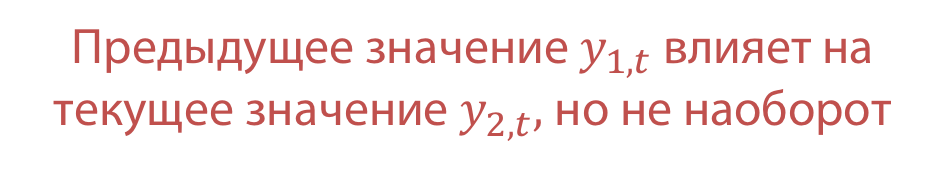 Предыдущее значение y₁,t влияет на
текущее значение y₂,t, но не наоборот